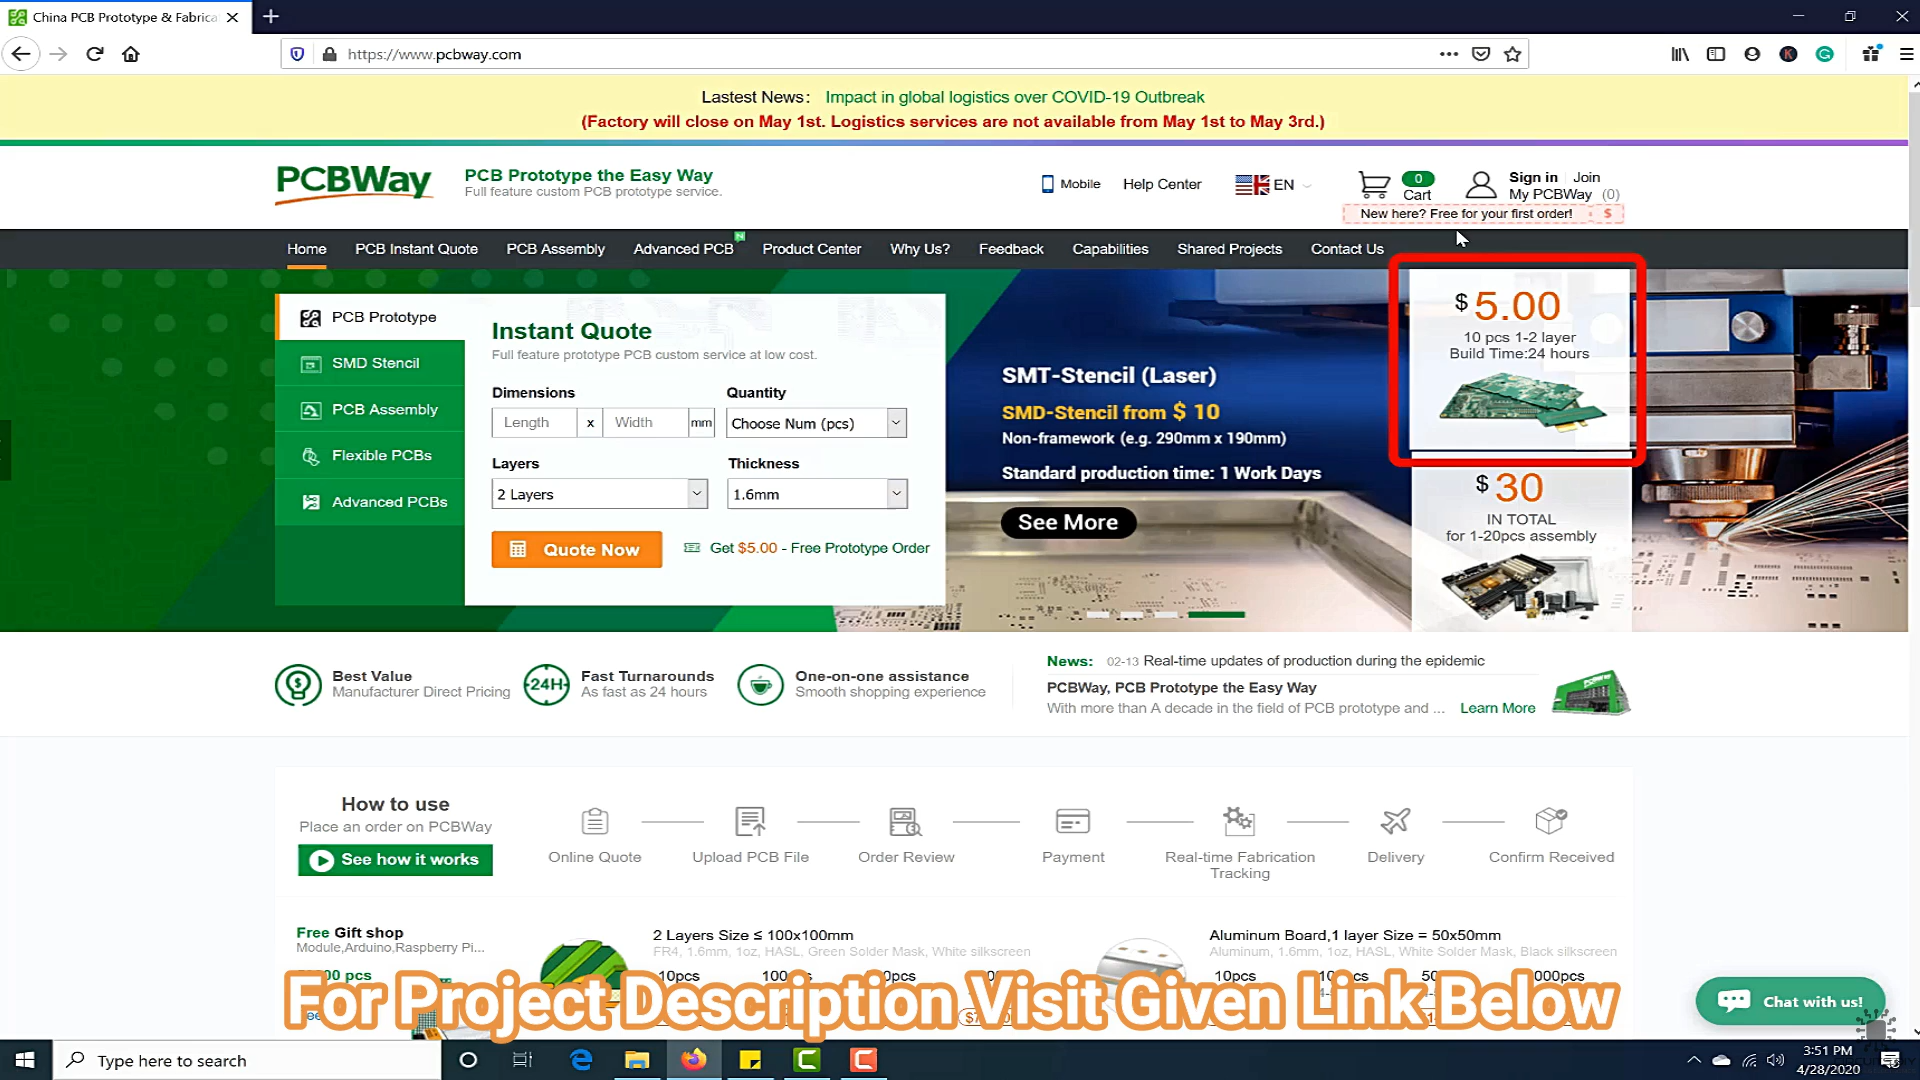 China PCB Prototype & Fabrica
https://www.pcbway.com
Lastest News: Impact in global logistics over COVID-19 Outbreak
(Factory will close on May 1st. Logistics services are not available from May 1st to May 3rd.)
PCBWay
PCB Prototype the Easy Way
Full feature custom PCB prototype service.
Mobile
Help Center
EN
0
Cart
Sign in
Join
My PCBWay (0)
New here? Free for your first order! $
Home
PCB Instant Quote
PCB Assembly
Advanced PCB
N
Product Center
Why Us?
Feedback
Capabilities
Shared Projects
Contact Us
PCB Prototype
SMD Stencil
PCB Assembly
Flexible PCBs
Advanced PCBs
Instant Quote
Full feature prototype PCB custom service at low cost.
Dimensions
Quantity
Length x Width mm
Choose Num (pcs)
Layers
Thickness
2 Layers
1.6mm
Quote Now
Get $5.00 - Free Prototype Order
SMT-Stencil (Laser)
SMD-Stencil from $ 10
Non-framework (e.g. 290mm x 190mm)
Standard production time: 1 Work Days
See More
$ 5.00
10 pcs 1-2 layer
Build Time:24 hours
$ 30
IN TOTAL
for 1-20pcs assembly
Best Value
Manufacturer Direct Pricing
24H
Fast Turnarounds
As fast as 24 hours
One-on-one assistance
Smooth shopping experience
News: 02-13 Real-time updates of production during the epidemic
PCBWay, PCB Prototype the Easy Way
With more than A decade in the field of PCB prototype and ... Learn More
How to use
Place an order on PCBWay
See how it works
Online Quote
Upload PCB File
Order Review
Payment
Real-time Fabrication
Tracking
Delivery
Confirm Received
Free Gift shop
Module,Arduino,Raspberry Pi...
pcs
2 Layers Size ≤ 100x100mm
FR4, 1.6mm, 1oz, HASL, Green Solder Mask, White silkscreen
10pcs
Aluminum Board,1 layer Size = 50x50mm
Aluminum, 1.6mm, 1oz, HASL, White Solder Mask, Black silkscreen
10pcs
For Project Description Visit Given Link Below
Chat with us!
Type here to search
3:51 PM
4/28/2020